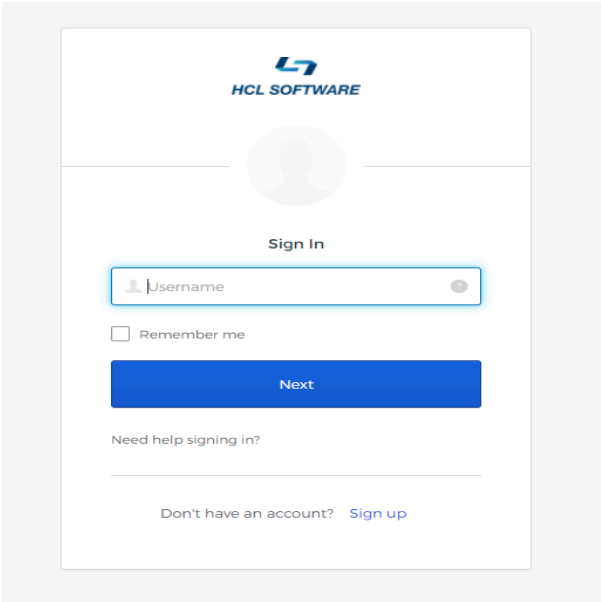 HCL SOFTWARE
Sign In
Username
?
Remember me
Next
Need help signing in?
Don't have an account? Sign up